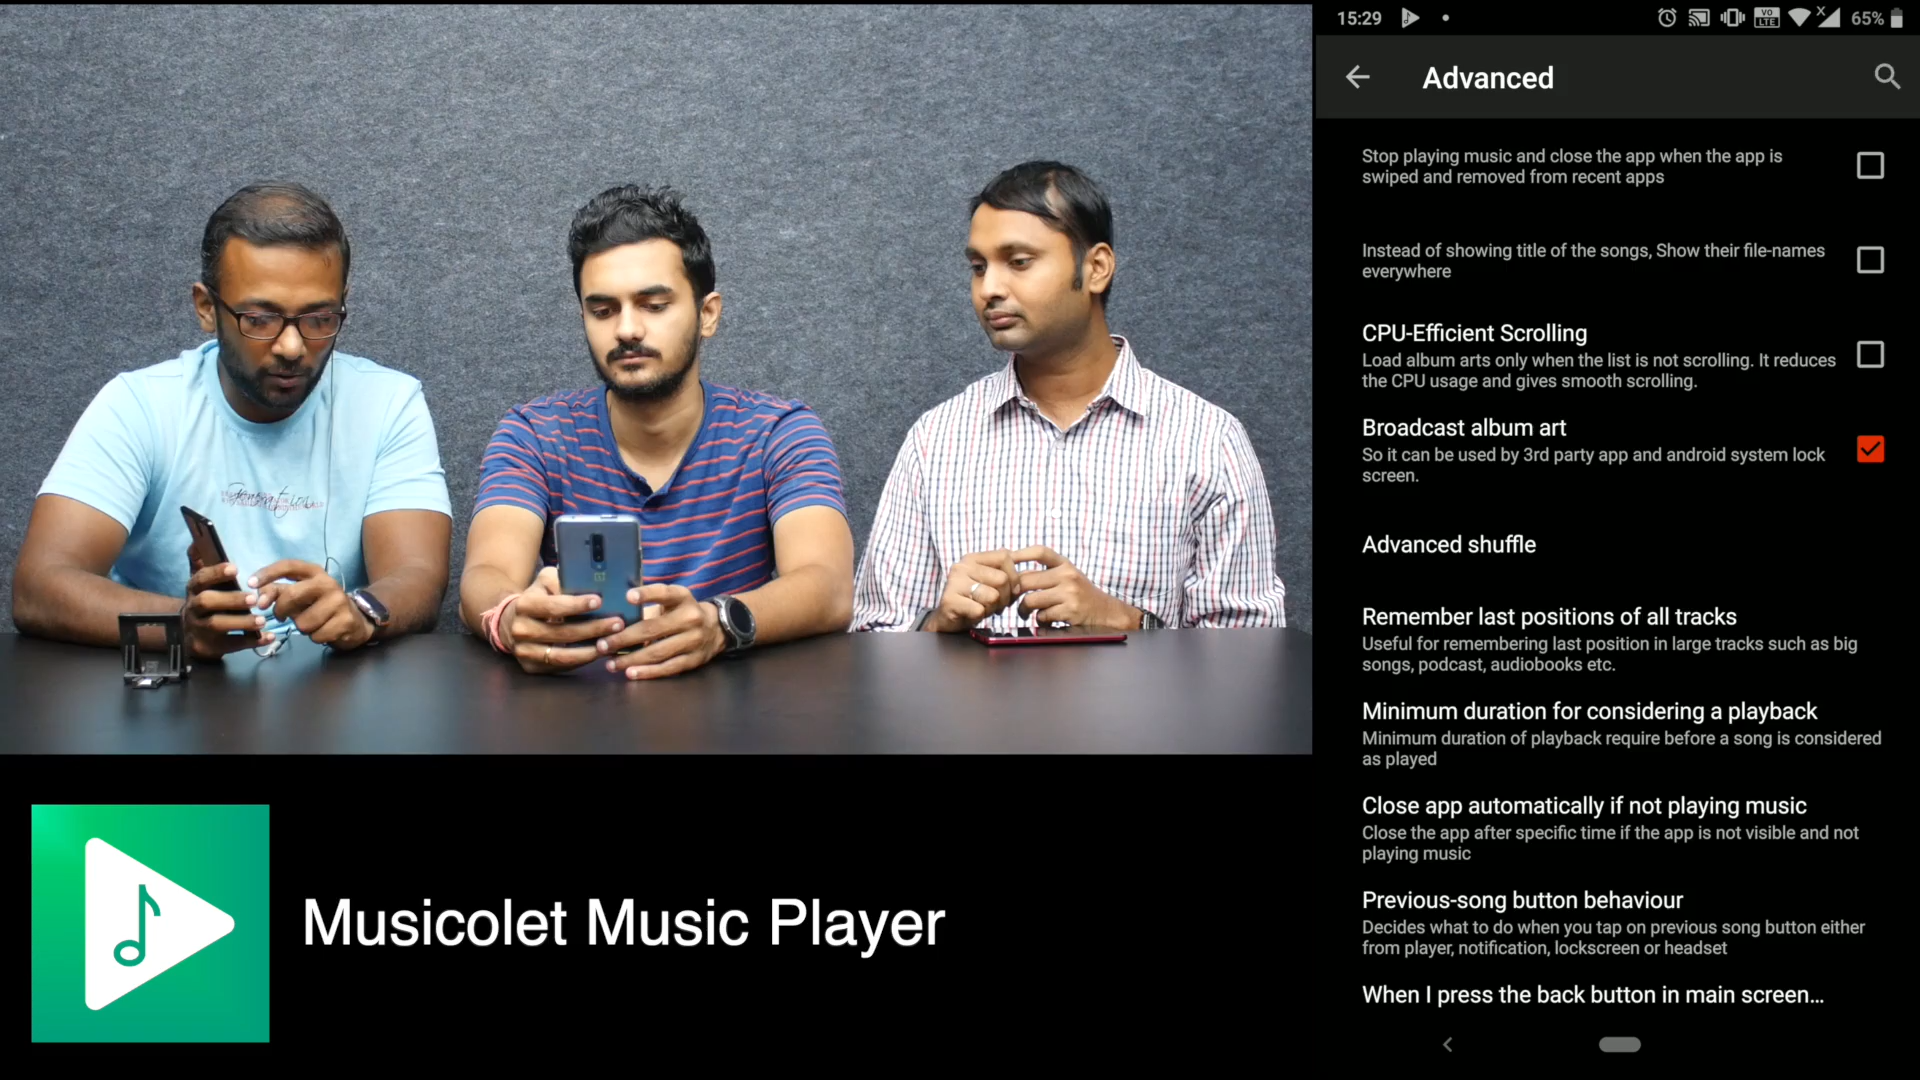 15:29
VO
LTE
X
65%
Advanced
Stop playing music and close the app when the app is
swiped and removed from recent apps
Instead of showing title of the songs, Show their file-names
everywhere
CPU-Efficient Scrolling
Load album arts only when the list is not scrolling. It reduces
the CPU usage and gives smooth scrolling.
Broadcast album art
So it can be used by 3rd party app and android system lock
screen.
Advanced shuffle
Remember last positions of all tracks
Useful for remembering last position in large tracks such as big
songs, podcast, audiobooks etc.
Minimum duration for considering a playback
Minimum duration of playback require before a song is considered
as played
Close app automatically if not playing music
Close the app after specific time if the app is not visible and not
playing music
Previous-song button behaviour
Decides what to do when you tap on previous song button either
from player, notification, lockscreen or headset
When I press the back button in main screen...
Musicolet Music Player